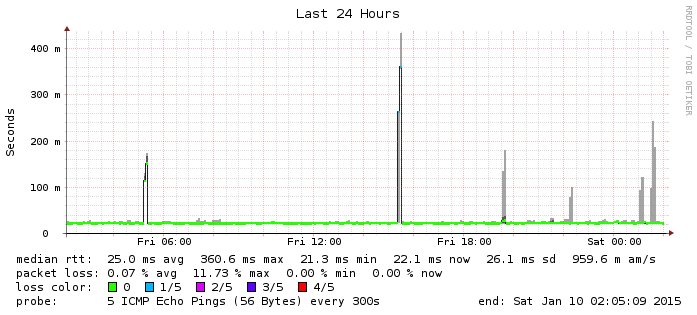 Last 24 Hours
RRDTOOL / TOBI OETIKER
Seconds
400 m
300 m
200 m
100 m
0
Fri 06:00 Fri 12:00 Fri 18:00 Sat 00:00
median rtt: 25.0 ms avg 360.6 ms max 21.3 ms min 22.1 ms now 26.1 ms sd 959.6 m am/s
packet loss: 0.07 % avg 11.73 % max 0.00 % min 0.00 % now
loss color: 0 1/5 2/5 3/5 4/5
probe: 5 ICMP Echo Pings (56 Bytes) every 300s end: Sat Jan 10 02:05:09 2015